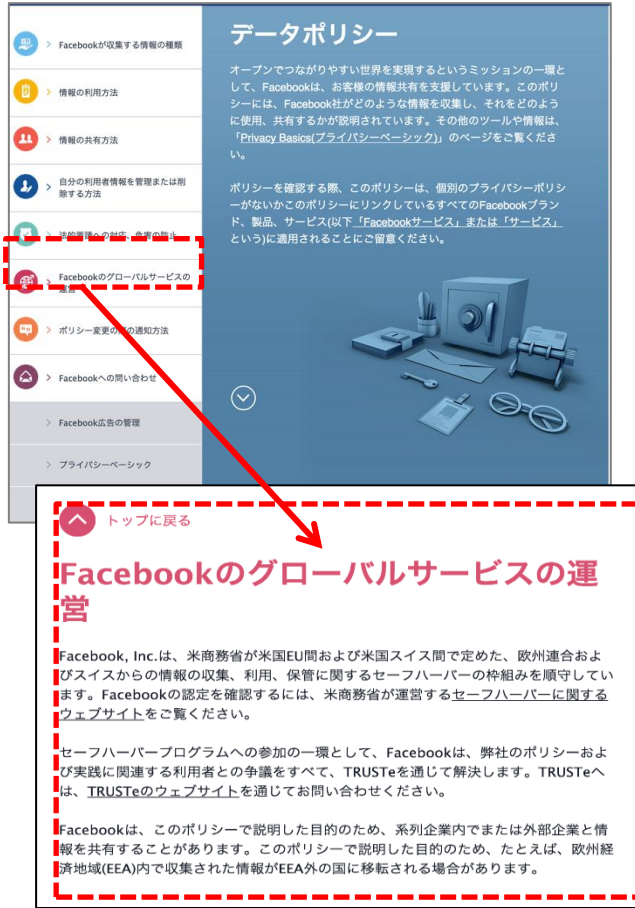 Facebookが収集する情報の種類
情報の利用方法
情報の共有方法
自分の利用者情報を管理または削
除する方法
法的要請への対応、危害の防止
Facebookのグローバルサービスの
運営
ポリシー変更の際の通知方法
Facebookへの問い合わせ
Facebook広告の管理
プライバシーベーシック
データポリシー
オープンでつながりやすい世界を実現するというミッションの一環と
して、Facebookは、お客様の情報共有を支援しています。このポリ
シーには、Facebook社がどのような情報を収集し、それをどのよう
に使用、共有するかが説明されています。その他のツールや情報は、
「Privacy Basics(プライバシーベーシック)」のページをご覧くださ
い。
ポリシーを確認する際、このポリシーは、個別のプライバシーポリシ
ーがないかこのポリシーにリンクしているすべてのFacebookブラン
ド、製品、サービス(以下「Facebookサービス」または「サービス」
という)に適用されることにご留意ください。
トップに戻る
Facebookのグローバルサービスの運
営
Facebook, Inc.は、米商務省が米国EU間および米国スイス間で定めた、欧州連合およ
びスイスからの情報の収集、利用、保管に関するセーフハーバーの枠組みを順守してい
ます。Facebookの認定を確認するには、米商務省が運営するセーフハーバーに関する
ウェブサイトをご覧ください。
セーフハーバープログラムへの参加の一環として、Facebookは、弊社のポリシーおよ
び実践に関連する利用者との争議をすべて、TRUSTeを通じて解決します。TRUSTeへ
は、TRUSTeのウェブサイトを通じてお問い合わせください。
Facebookは、このポリシーで説明した目的のため、系列企業内でまたは外部企業と情
報を共有することがあります。このポリシーで説明した目的のため、たとえば、欧州経
済地域(EEA)内で収集された情報がEEA外の国に移転される場合があります。